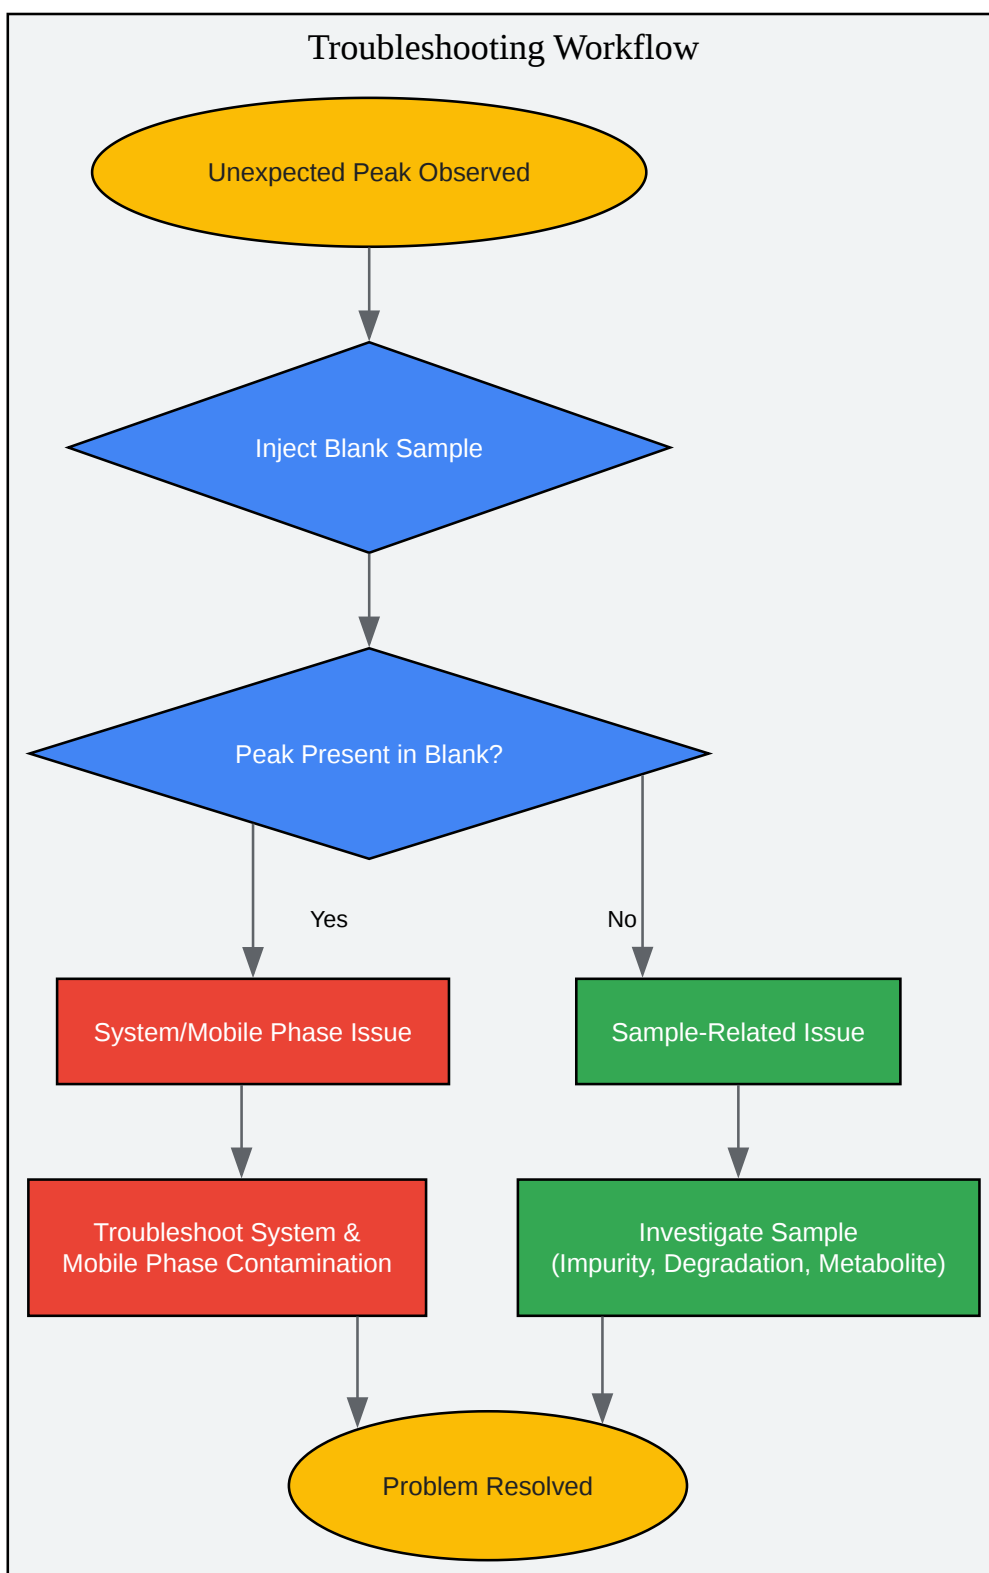 Troubleshooting Workflow
Unexpected Peak Observed
Inject Blank Sample
Peak Present in Blank?
Yes
No
System/Mobile Phase Issue
Sample-Related Issue
Troubleshoot System &
Mobile Phase Contamination
Investigate Sample
(Impurity, Degradation, Metabolite)
Problem Resolved